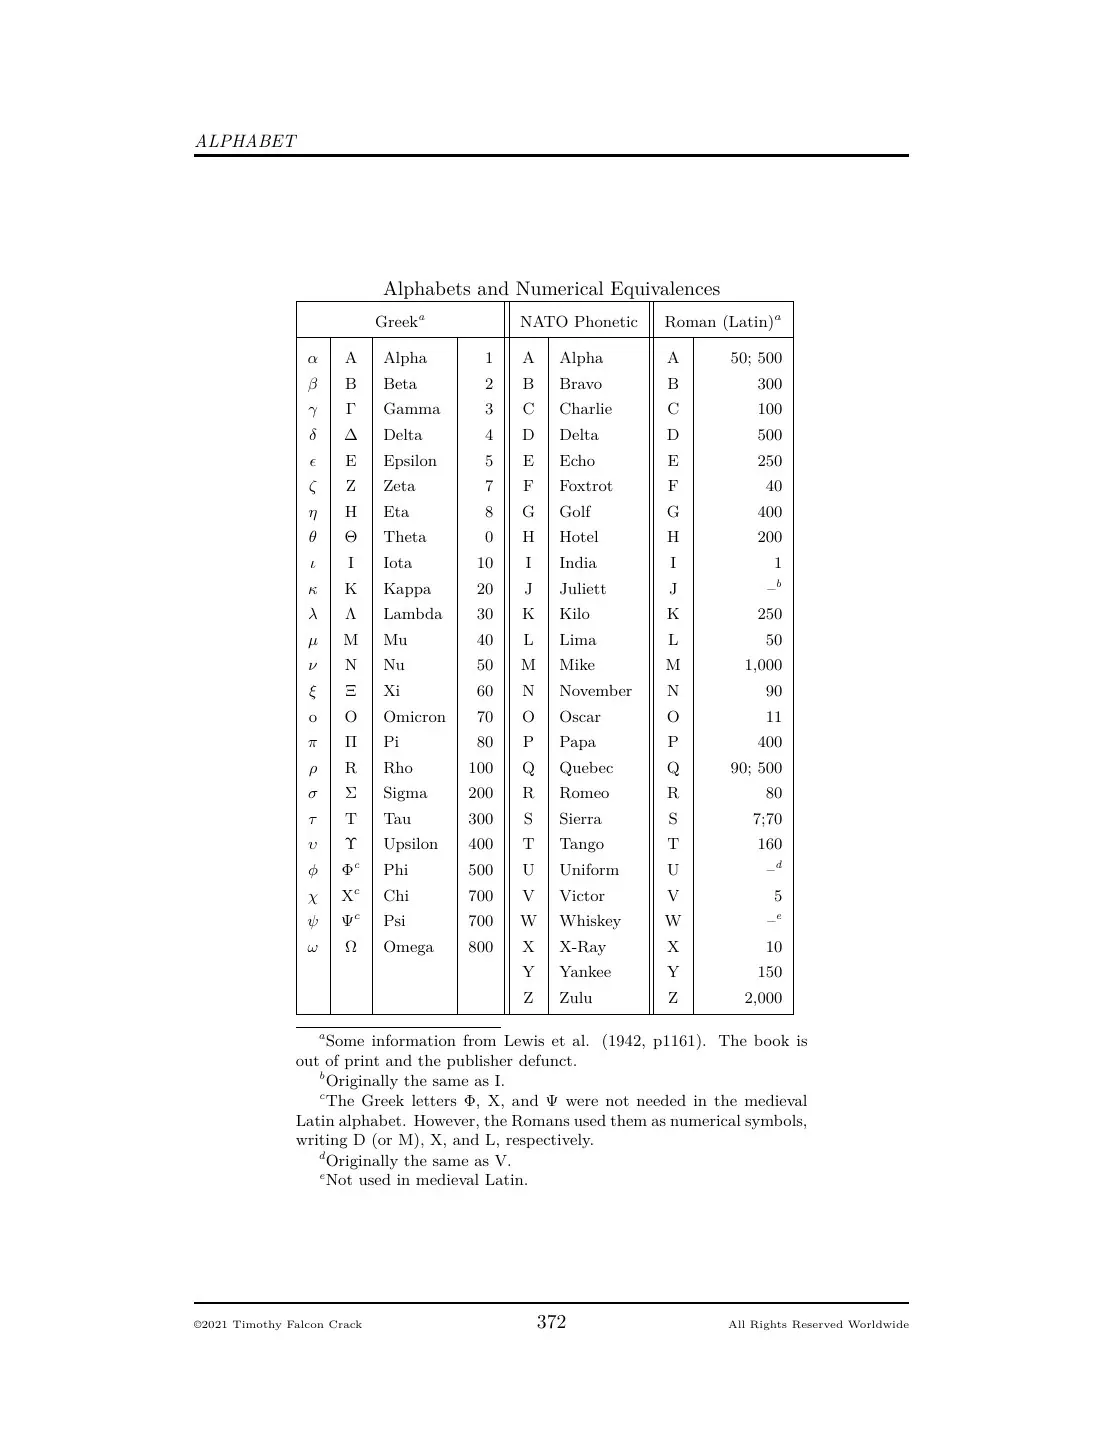 ALPHABET
Alphabets and Numerical Equivalences
Greekᵃ NATO Phonetic Roman (Latin)ᵃ
α A Alpha 1 A Alpha A 50; 500
β B Beta 2 B Bravo B 300
γ Γ Gamma 3 C Charlie C 100
δ Δ Delta 4 D Delta D 500
ϵ E Epsilon 5 E Echo E 250
ζ Z Zeta 7 F Foxtrot F 40
η H Eta 8 G Golf G 400
θ Θ Theta 0 H Hotel H 200
ι I Iota 10 I India I 1
κ K Kappa 20 J Juliett J –ᵇ
λ Λ Lambda 30 K Kilo K 250
μ M Mu 40 L Lima L 50
ν N Nu 50 M Mike M 1,000
ξ Ξ Xi 60 N November N 90
o O Omicron 70 O Oscar O 11
π Π Pi 80 P Papa P 400
ρ R Rho 100 Q Quebec Q 90; 500
σ Σ Sigma 200 R Romeo R 80
τ T Tau 300 S Sierra S 7;70
υ ϒ Upsilon 400 T Tango T 160
ϕ Φᶜ Phi 500 U Uniform U –ᵈ
χ Xᶜ Chi 700 V Victor V 5
ψ Ψᶜ Psi 700 W Whiskey W –ᵉ
ω Ω Omega 800 X X-Ray X 10
Y Yankee Y 150
Z Zulu Z 2,000
ᵃSome information from Lewis et al. (1942, p1161). The book is
out of print and the publisher defunct.
ᵇOriginally the same as I.
ᶜThe Greek letters Φ, X, and Ψ were not needed in the medieval
Latin alphabet. However, the Romans used them as numerical symbols,
writing D (or M), X, and L, respectively.
ᵈOriginally the same as V.
ᵉNot used in medieval Latin.
©2021 Timothy Falcon Crack 372 All Rights Reserved Worldwide